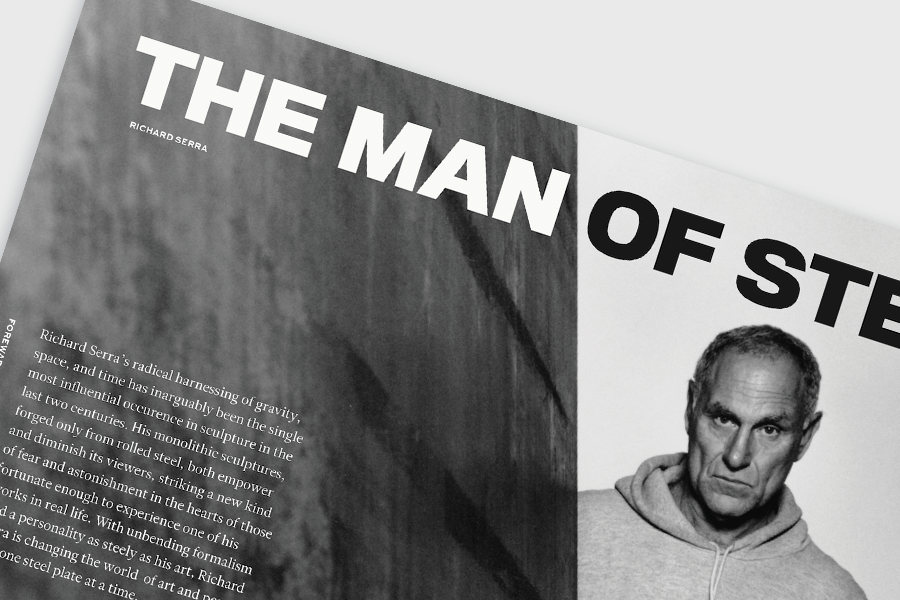 THE MAN OF STE
RICHARD SERRA
FOREWAR
Richard Serra's radical harnessing of gravity,
space, and time has inarguably been the single
most influential occurence in sculpture in the
last two centuries. His monolithic sculptures,
forged only from rolled steel, both empower
and diminish its viewers, striking a new kind
of fear and astonishment in the hearts of those
fortunate enough to experience one of his
works in real life. With unbending formalism
d a personality as steely as his art, Richard
ra is changing the world of art and
one steel plate at a time.